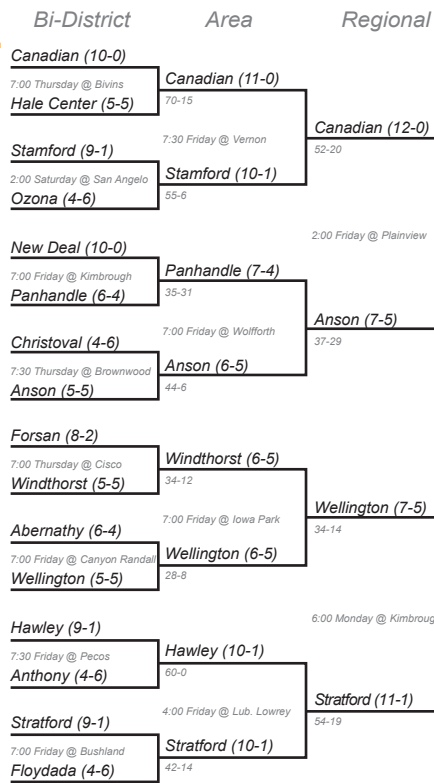 Bi-District
Area
Regional
Canadian (10-0)
7:00 Thursday @ Bivins
Hale Center (5-5)
Canadian (11-0)
70-15
7:30 Friday @ Vernon
Stamford (9-1)
2:00 Saturday @ San Angelo
Ozona (4-6)
Stamford (10-1)
55-6
Canadian (12-0)
52-20
2:00 Friday @ Plainview
New Deal (10-0)
7:00 Friday @ Kimbrough
Panhandle (6-4)
Panhandle (7-4)
35-31
7:00 Friday @ Wolfforth
Christoval (4-6)
7:30 Thursday @ Brownwood
Anson (5-5)
Anson (6-5)
44-6
Anson (7-5)
37-29
Forsan (8-2)
7:00 Thursday @ Cisco
Windthorst (5-5)
Windthorst (6-5)
34-12
7:00 Friday @ Iowa Park
Abernathy (6-4)
7:00 Friday @ Canyon Randall
Wellington (5-5)
Wellington (6-5)
28-8
Wellington (7-5)
34-14
6:00 Monday @ Kimbroug
Hawley (9-1)
7:30 Friday @ Pecos
Anthony (4-6)
Hawley (10-1)
60-0
4:00 Friday @ Lub. Lowrey
Stratford (9-1)
7:00 Friday @ Bushland
Floydada (4-6)
Stratford (10-1)
42-14
Stratford (11-1)
54-19